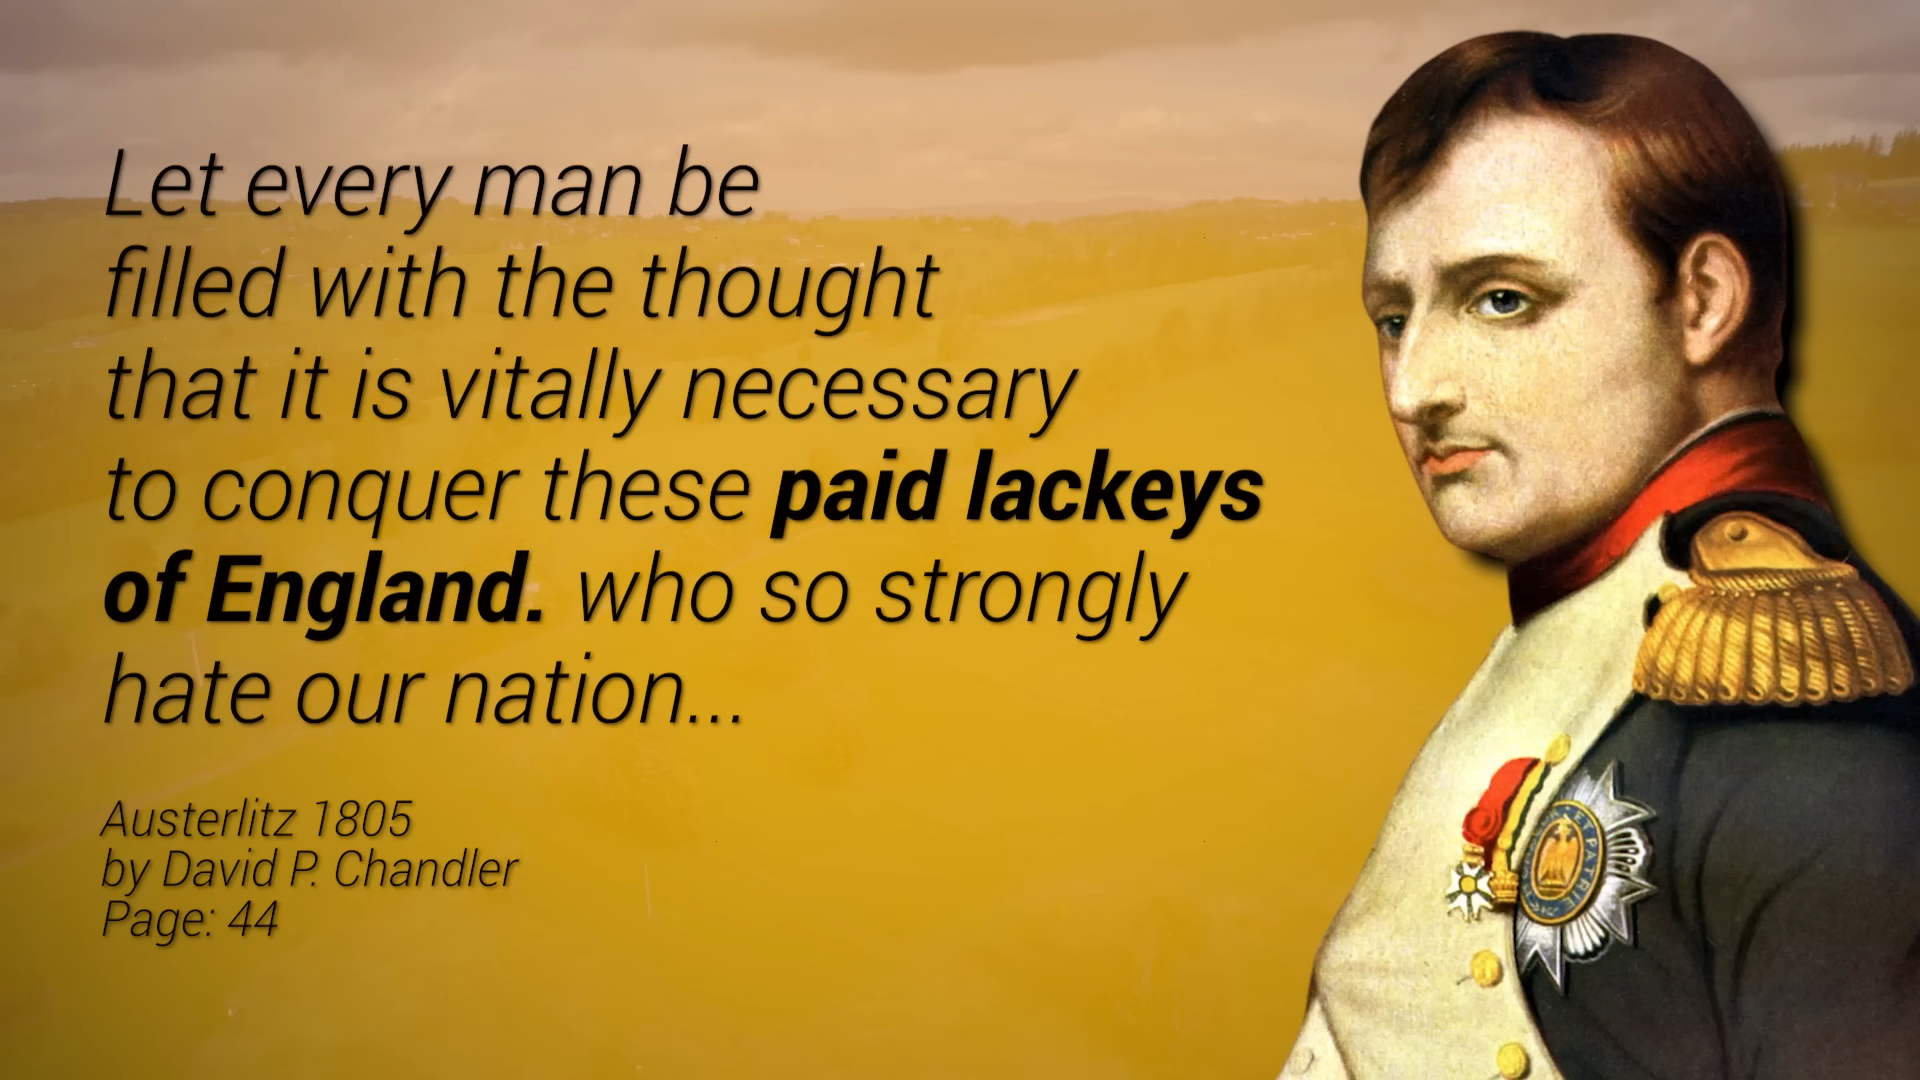 Let every man be
filled with the thought
that it is vitally necessary
to conquer these paid lackeys
of England. who so strongly
hate our nation...
Austerlitz 1805
by David P. Chandler
Page: 44